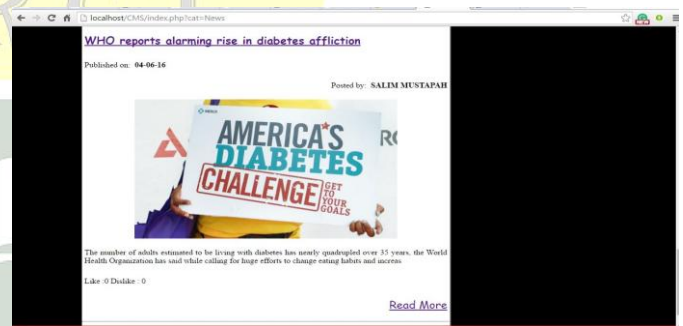 localhost/CMS/index.php?cat=News
WHO reports alarming rise in diabetes affliction
Published on: 04-06-16
Posted by: SALIM MUSTAPAH
MERCK
AMERICA'S
DIABETES
CHALLENGE
GET
TO
YOUR
GOALS
The number of adults estimated to be living with diabetes has nearly quadrupled over 35 years, the World
Health Organization has said while calling for huge efforts to change eating habits and increas
Like :0 Dislike : 0
Read More